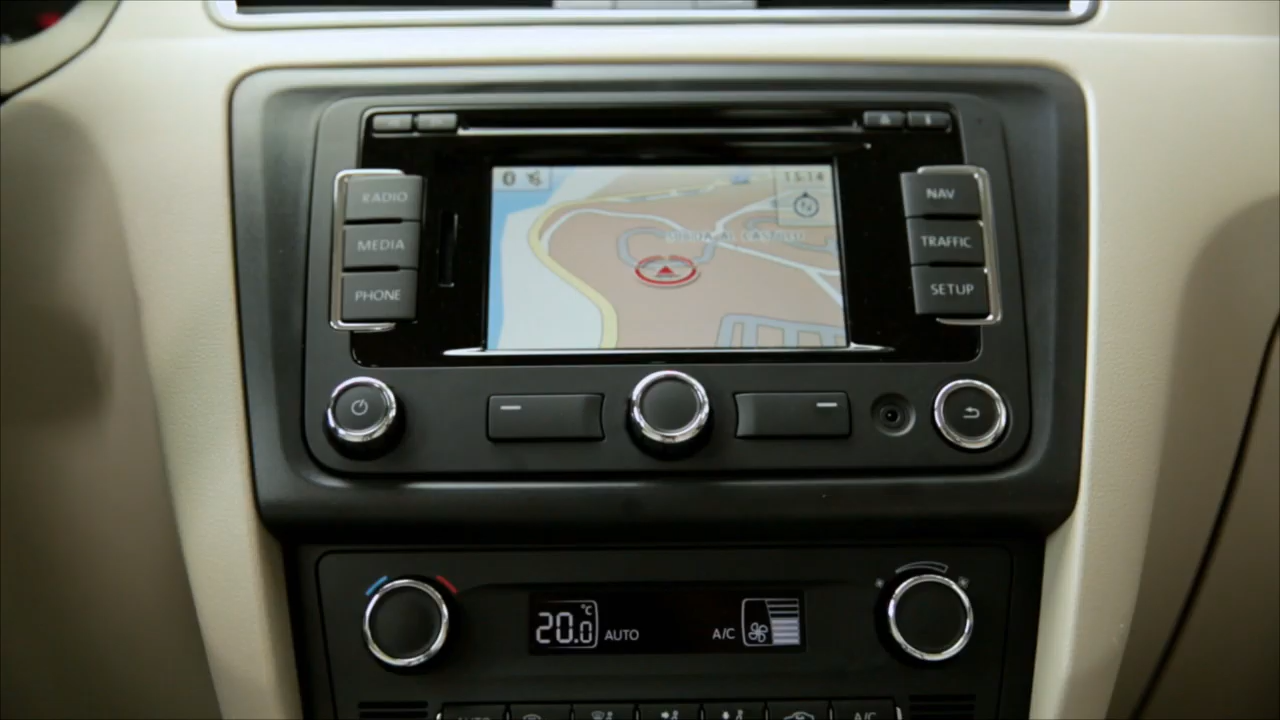 RADIO
MEDIA
PHONE
15:14
NAV
TRAFFIC
SETUP
20.0 °C AUTO
A/C
A/C